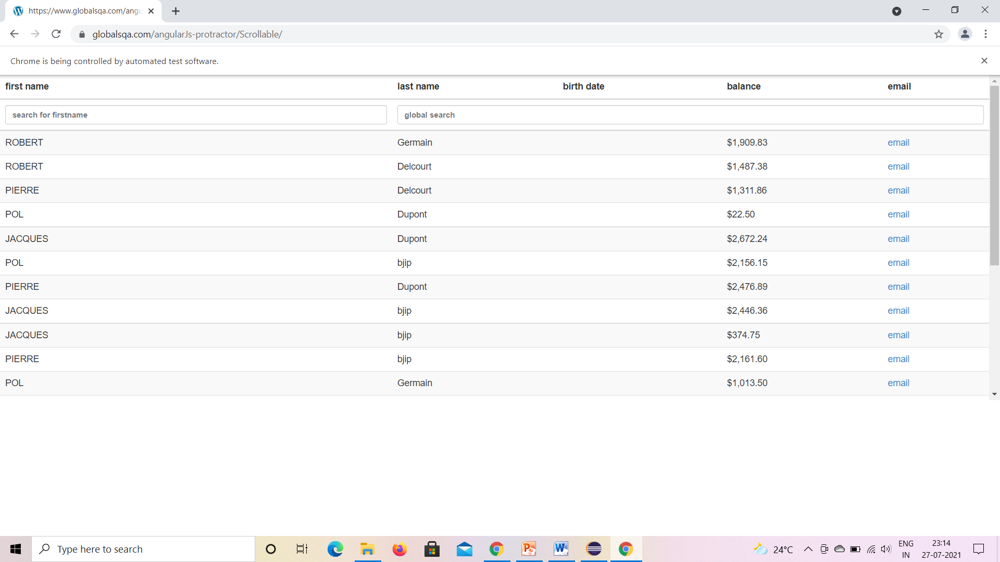 https://www.globalsqa.com/angu
globalsqa.com/angularJs-protractor/Scrollable/
Chrome is being controlled by automated test software.
first name last name birth date balance email
search for firstname global search
ROBERT Germain $1,909.83 email
ROBERT Delcourt $1,487.38 email
PIERRE Delcourt $1,311.86 email
POL Dupont $22.50 email
JACQUES Dupont $2,672.24 email
POL bjip $2,156.15 email
PIERRE Dupont $2,476.89 email
JACQUES bjip $2,446.36 email
JACQUES bjip $374.75 email
PIERRE bjip $2,161.60 email
POL Germain $1,013.50 email
Type here to search 24°C ENG 23:14
IN 27-07-2021